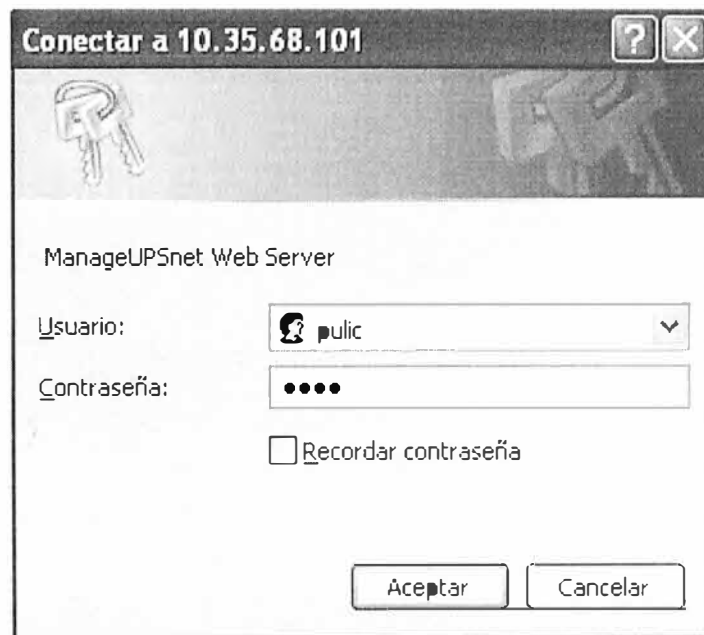 Conectar a 10.35.68.101
ManageUPSnet Web Server
Usuario: pulic
Contraseña: ••••
Recordar contraseña
Aceptar Cancelar